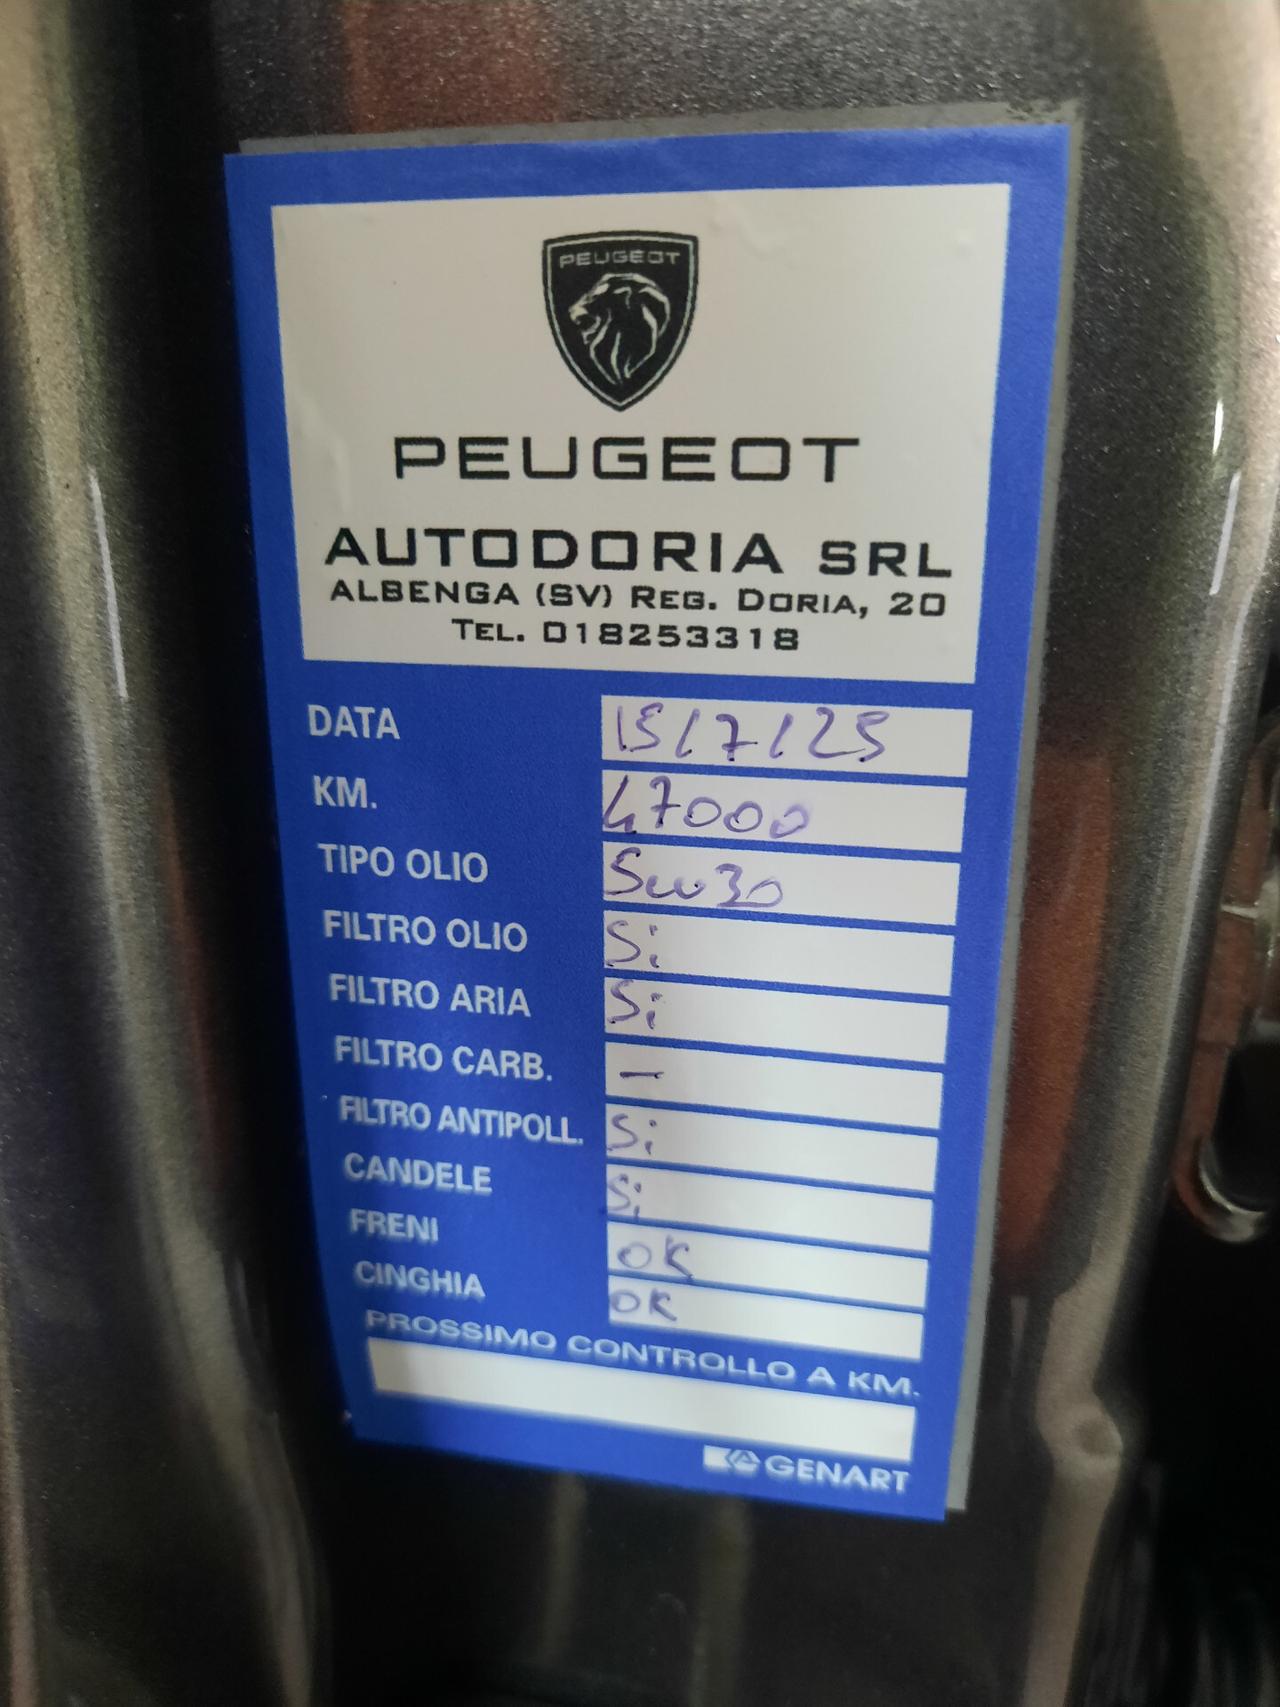 PEUGEOT
PEUGEOT
AUTODORIA SRL
ALBENGA (SV) REG. DORIA, 20
TEL. 018253318
DATA 15/7/25
KM. 47000
TIPO OLIO 5w30
FILTRO OLIO Si
FILTRO ARIA Si
FILTRO CARB. -
FILTRO ANTIPOLL. Si
CANDELE Si
FRENI OK
CINGHIA OK
PROSSIMO CONTROLLO A KM.
GENART